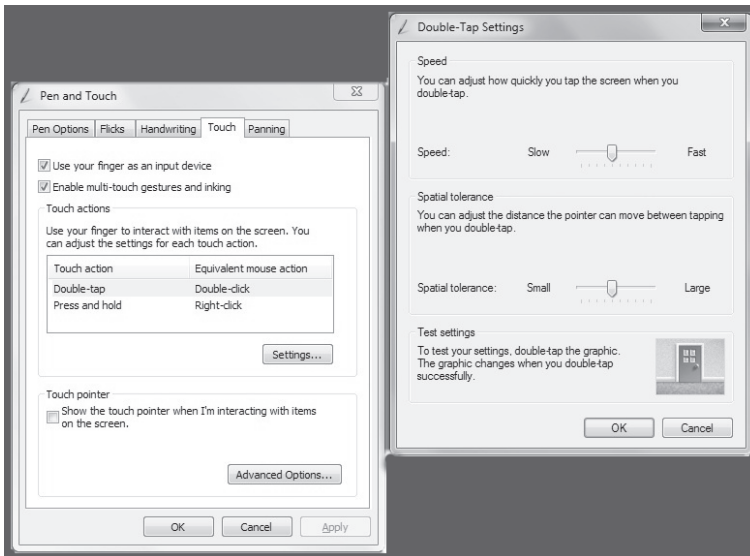 Pen and Touch
Pen Options Flicks Handwriting Touch Panning
Use your finger as an input device
Enable multi-touch gestures and inking
Touch actions
Use your finger to interact with items on the screen. You
can adjust the settings for each touch action.
Touch action Equivalent mouse action
Double-tap Double-click
Press and hold Right-click
Settings...
Touch pointer
Show the touch pointer when I'm interacting with items
on the screen.
Advanced Options...
OK Cancel Apply
Double-Tap Settings
Speed
You can adjust how quickly you tap the screen when you
double-tap.
Speed: Slow Fast
Spatial tolerance
You can adjust the distance the pointer can move between tapping
when you double-tap.
Spatial tolerance: Small Large
Test settings
To test your settings, double-tap the graphic.
The graphic changes when you double-tap
successfully.
OK Cancel